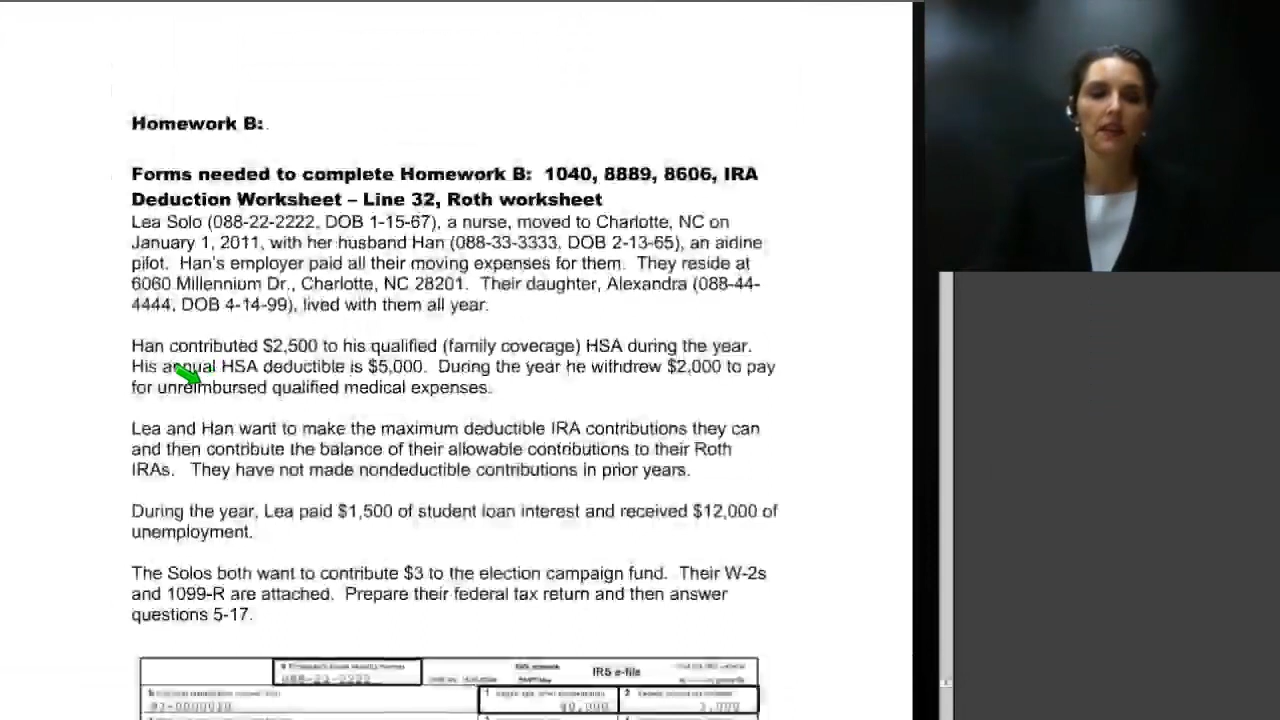 Homework B:
Forms needed to complete Homework B: 1040, 8889, 8606, IRA
Deduction Worksheet – Line 32, Roth worksheet
Lea Solo (088-22-2222, DOB 1-15-67), a nurse, moved to Charlotte, NC on
January 1, 2011, with her husband Han (088-33-3333, DOB 2-13-65), an airline
pilot. Han's employer paid all their moving expenses for them. They reside at
6060 Millennium Dr., Charlotte, NC 28201. Their daughter, Alexandra (088-44-
4444, DOB 4-14-99), lived with them all year.
Han contributed $2,500 to his qualified (family coverage) HSA during the year.
His annual HSA deductible is $5,000. During the year he withdrew $2,000 to pay
for unreimbursed qualified medical expenses.
Lea and Han want to make the maximum deductible IRA contributions they can
and then contribute the balance of their allowable contributions to their Roth
IRAs. They have not made nondeductible contributions in prior years.
During the year, Lea paid $1,500 of student loan interest and received $12,000 of
unemployment.
The Solos both want to contribute $3 to the election campaign fund. Their W-2s
and 1099-R are attached. Prepare their federal tax return and then answer
questions 5-17.
IRS e-file
088-22-2222
1
2